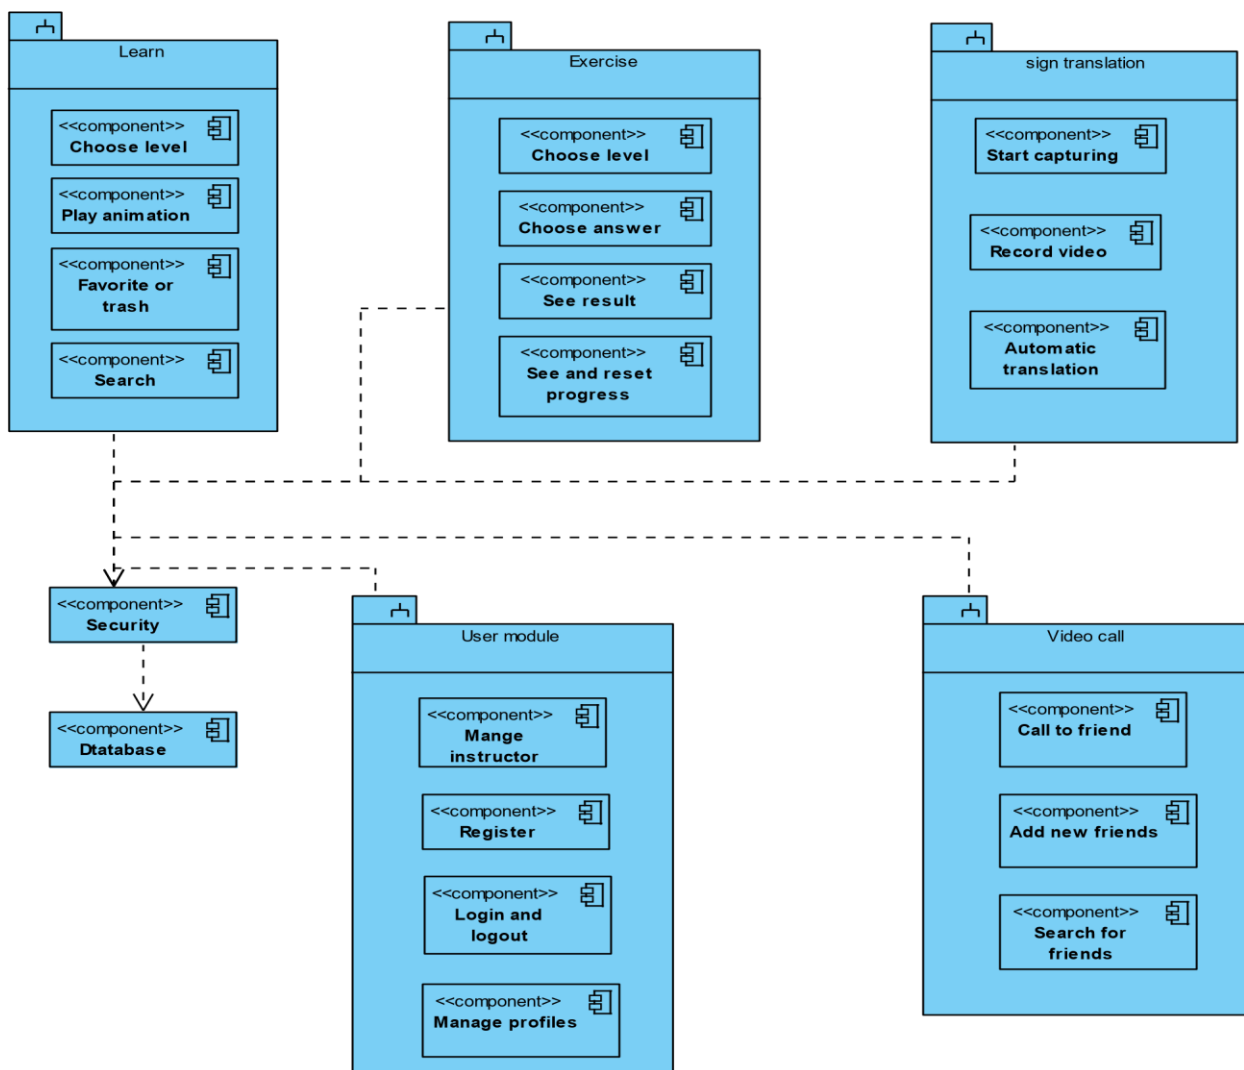 Learn
<<component>>
Choose level
<<component>>
Play animation
<<component>>
Favorite or
trash
<<component>>
Search
Exercise
<<component>>
Choose level
<<component>>
Choose answer
<<component>>
See result
<<component>>
See and reset
progress
sign translation
<<component>>
Start capturing
<<component>>
Record video
<<component>>
Automatic
translation
<<component>>
Security
<<component>>
Dtatabase
User module
<<component>>
Mange
instructor
<<component>>
Register
<<component>>
Login and
logout
<<component>>
Manage profiles
Video call
<<component>>
Call to friend
<<component>>
Add new friends
<<component>>
Search for
friends